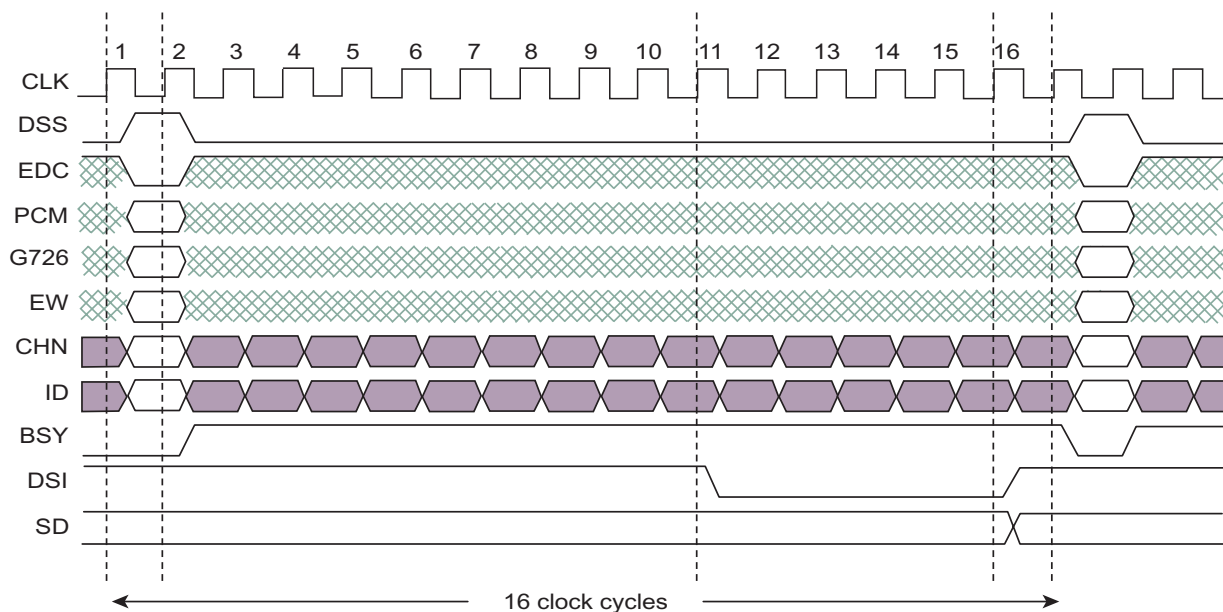 1 2 3 4 5 6 7 8 9 10 11 12 13 14 15 16
CLK
DSS
EDC
PCM
G726
EW
CHN
ID
BSY
DSI
SD
16 clock cycles